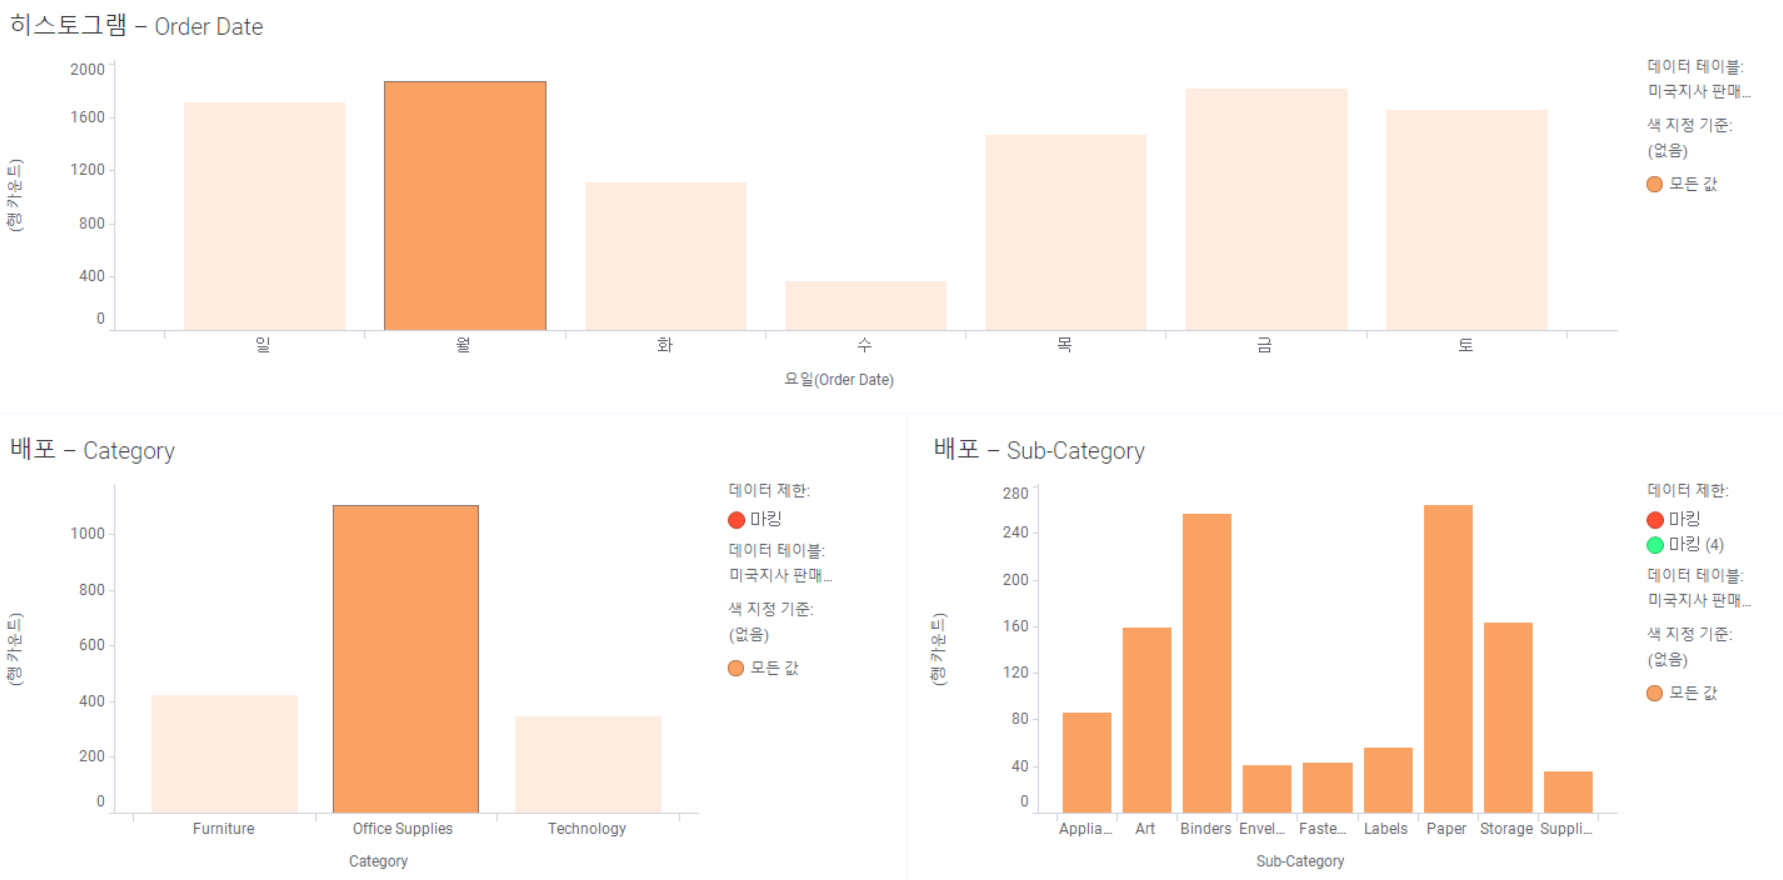 히스토그램 – Order Date
2000
1600
1200
800
400
0
(행 카운트)
일 월 화 수 목 금 토
요일(Order Date)
데이터 테이블:
미국지사 판매...
색 지정 기준:
(없음)
모든 값
배포 – Category
1000
800
600
400
200
0
(행 카운트)
Furniture Office Supplies Technology
Category
데이터 제한:
마킹
데이터 테이블:
미국지사 판매...
색 지정 기준:
(없음)
모든 값
배포 – Sub-Category
280
240
200
160
120
80
40
0
(행 카운트)
Applia... Art Binders Envel... Faste... Labels Paper Storage Suppli...
Sub-Category
데이터 제한:
마킹
마킹 (4)
데이터 테이블:
미국지사 판매...
색 지정 기준:
(없음)
모든 값